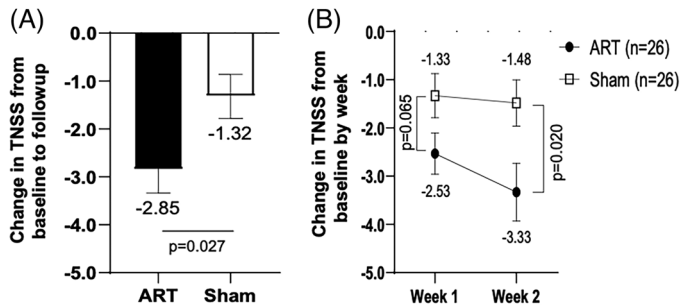 (A)
Change in TNSS from
baseline to followup
0.0
-1.0
-2.0
-3.0
-4.0
-5.0
-2.85
-1.32
p=0.027
ART
Sham
(B)
Change in TNSS from
baseline by week
0.0
-1.0
-2.0
-3.0
-4.0
-5.0
-1.33
-1.48
p=0.065
p=0.020
-2.53
-3.33
Week 1
Week 2
ART (n=26)
Sham (n=26)